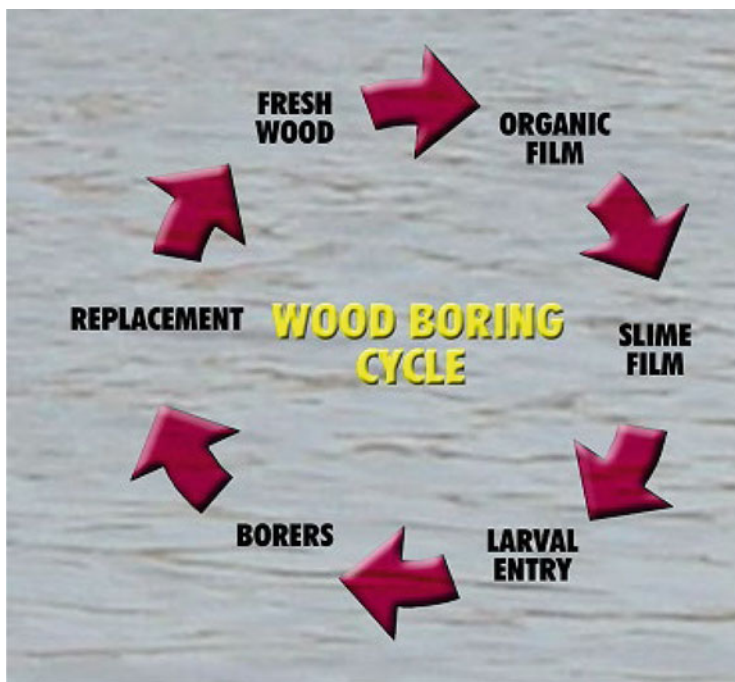 FRESH
WOOD
ORGANIC
FILM
SLIME
FILM
LARVAL
ENTRY
BORERS
REPLACEMENT
WOOD BORING
CYCLE